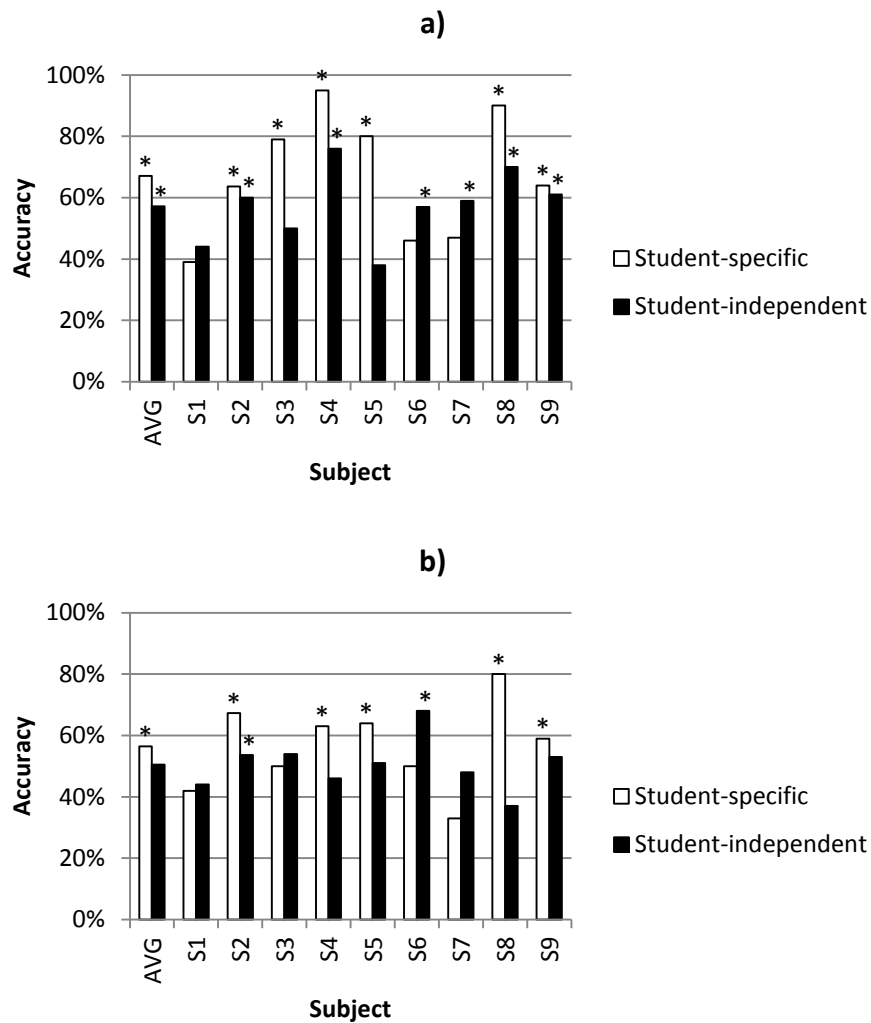 a)
100%
80%
60%
40%
20%
0%
Accuracy
* * * * * * * * * * * * * * *
AVG S1 S2 S3 S4 S5 S6 S7 S8 S9
Subject
Student-specific
Student-independent
b)
100%
80%
60%
40%
20%
0%
Accuracy
* * * * * * * *
AVG S1 S2 S3 S4 S5 S6 S7 S8 S9
Subject
Student-specific
Student-independent